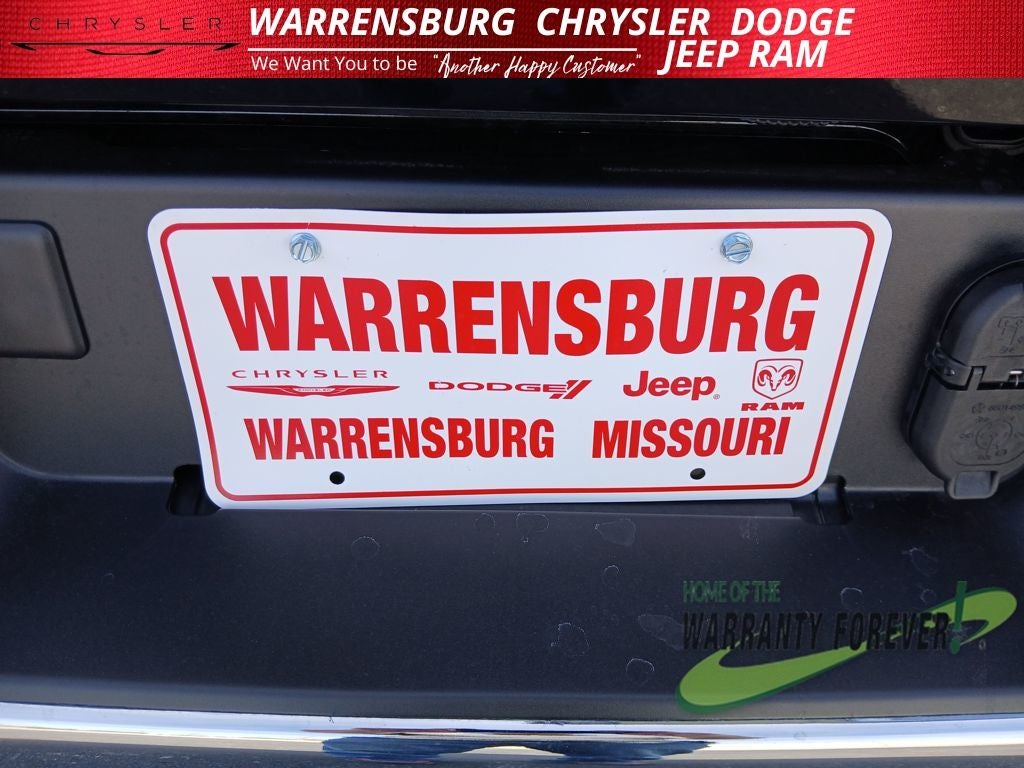 CHRYSLER
WARRENSBURG CHRYSLER DODGE
JEEP RAM
We Want You to be "Another Happy Customer"
WARRENSBURG
CHRYSLER DODGE Jeep® RAM
WARRENSBURG MISSOURI
HOME OF THE
WARRANTY FOREVER!®